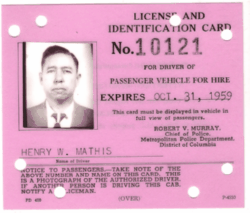 LICENSE AND
IDENTIFICATION CARD
No. 10121
FOR DRIVER OF
PASSENGER VEHICLE FOR HIRE
EXPIRES OCT. 31, 1959
This card must be displayed in vehicle in
full view of passengers.
ROBERT V. MURRAY,
Chief of Police,
Metropolitan Police Department,
District of Columbia
HENRY W. MATHIS
Name of Driver
NOTICE TO PASSENGERS—TAKE NOTE OF THE
ABOVE NUMBER AND NAME ON THIS CARD. THIS
IS A PHOTOGRAPH OF THE AUTHORIZED DRIVER.
IF ANOTHER PERSON IS DRIVING THIS CAR,
NOTIFY A POLICEMAN.
(OVER)